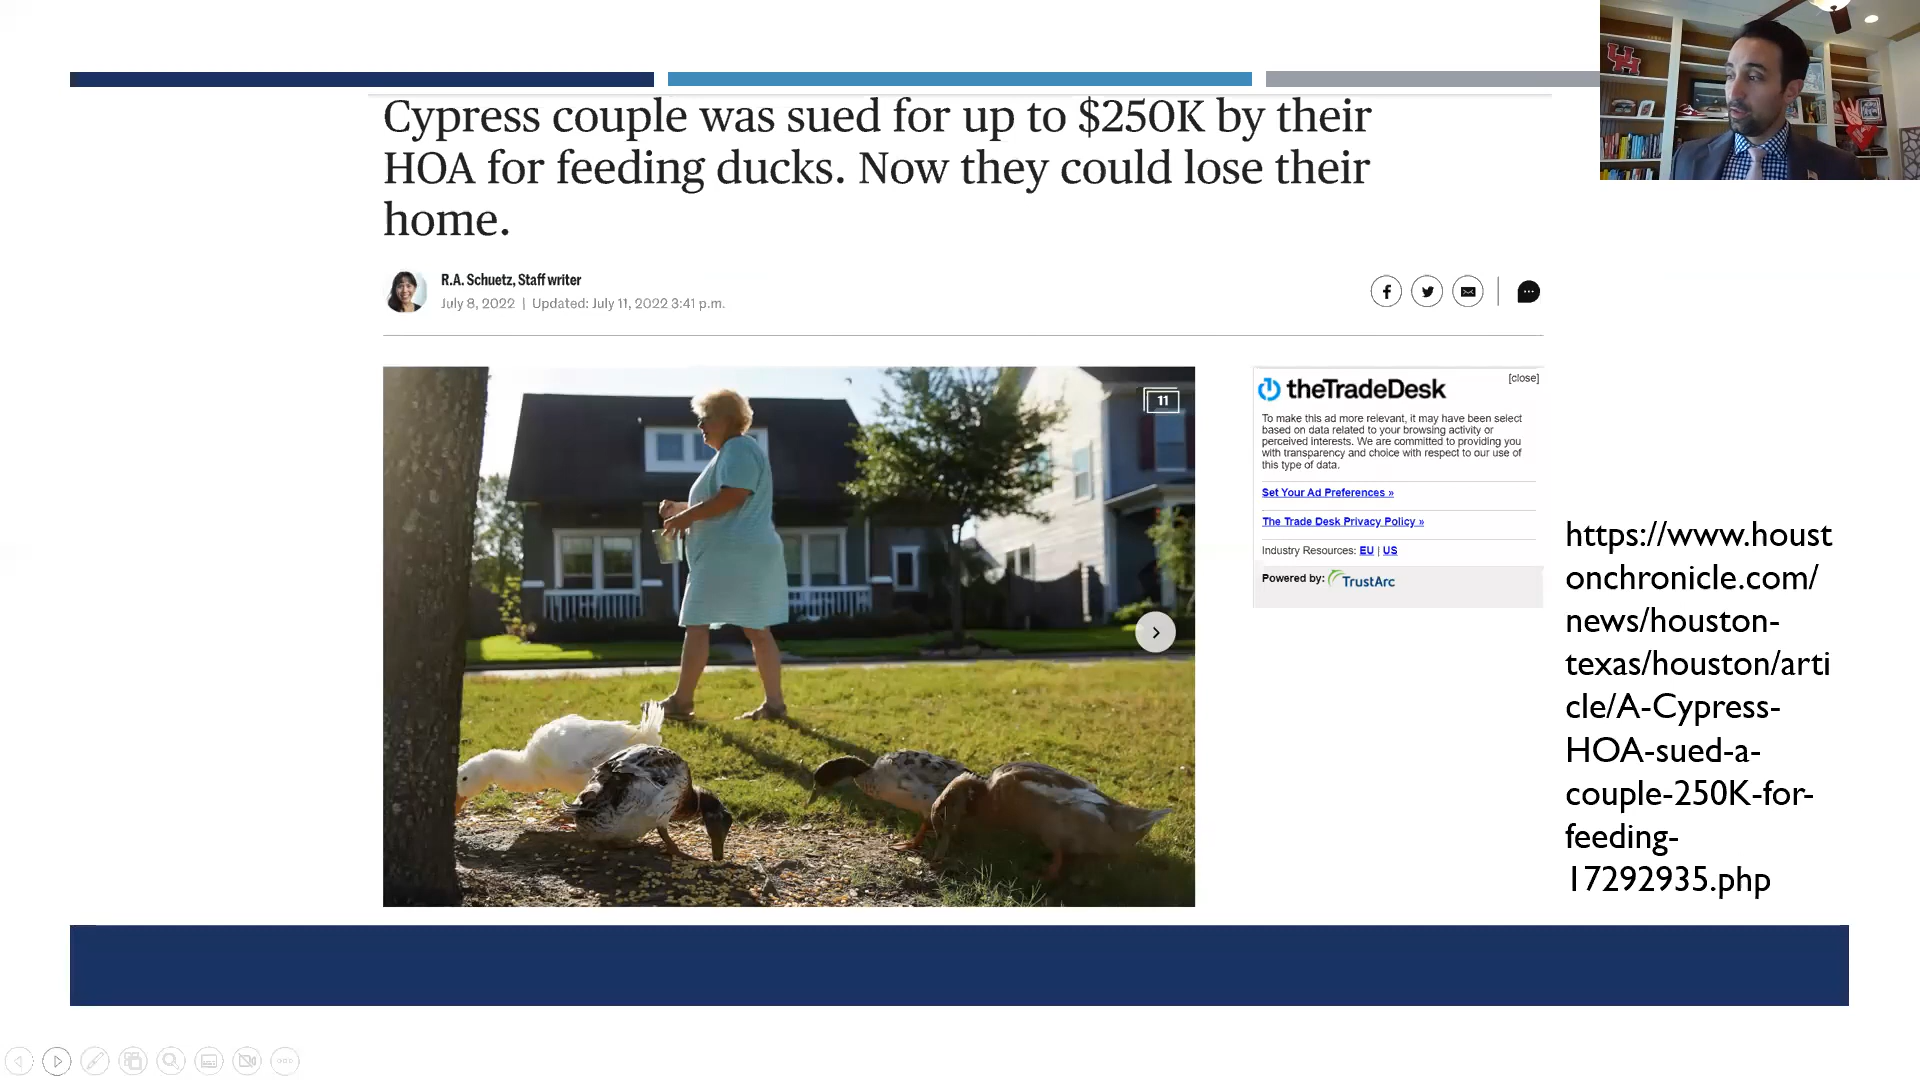 Cypress couple was sued for up to $250K by their
HOA for feeding ducks. Now they could lose their
home.
R.A. Schuetz, Staff writer
July 8, 2022 | Updated: July 11, 2022 3:41 p.m.
11
[close]
theTradeDesk
To make this ad more relevant, it may have been select
based on data related to your browsing activity or
perceived interests. We are committed to providing you
with transparency and choice with respect to our use of
this type of data.
Set Your Ad Preferences »
The Trade Desk Privacy Policy »
Industry Resources: EU | US
Powered by: TrustArc
https://www.houst
onchronicle.com/
news/houston-
texas/houston/arti
cle/A-Cypress-
HOA-sued-a-
couple-250K-for-
feeding-
17292935.php